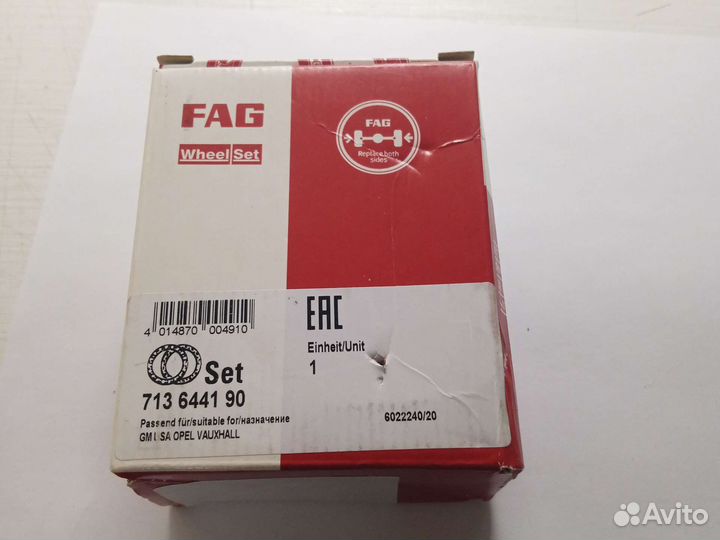 FAG
Wheel Set
FAG
Replace both
sides
4 014870 004910
EAC
Einheit/Unit
1
Set
713 6441 90
Passend für/suitable for/назначение
GM USA OPEL VAUXHALL
6022240/20
Avito